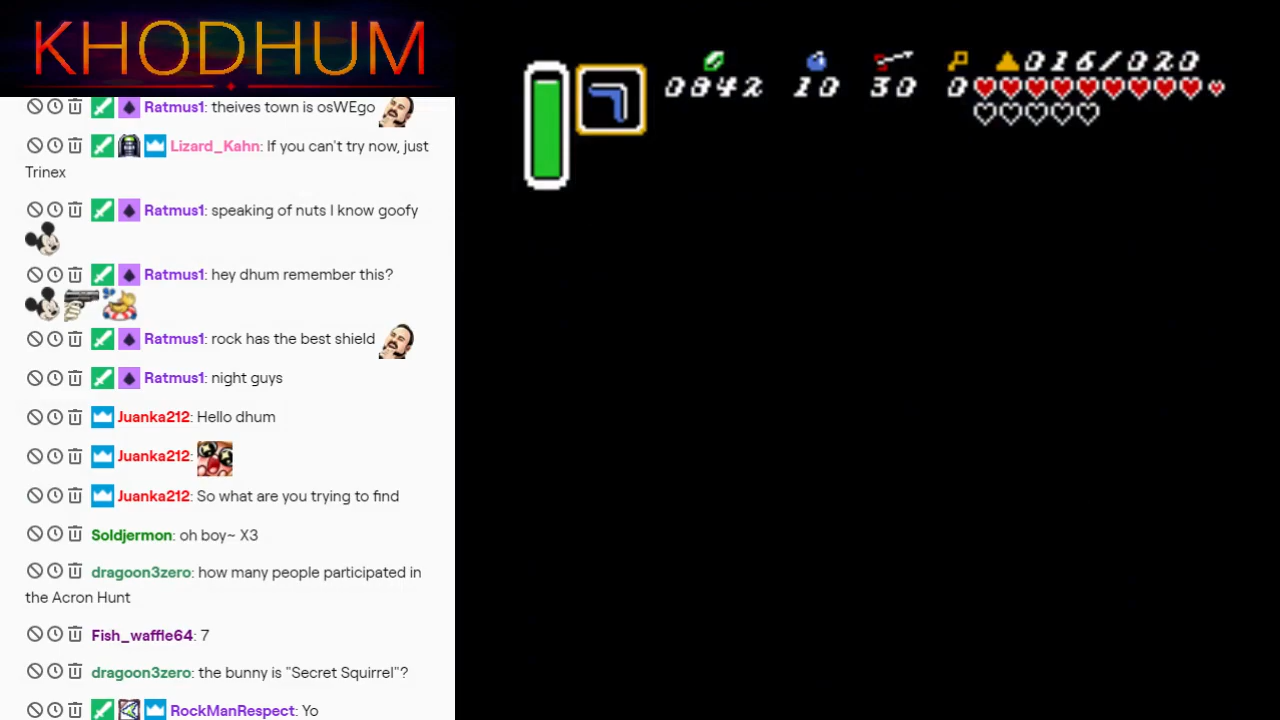 KHODHUM
Ratmus1: theives town is osWEgo
Lizard_Kahn: If you can't try now, just
Trinex
Ratmus1: speaking of nuts I know goofy
Ratmus1: hey dhum remember this?
Ratmus1: rock has the best shield
Ratmus1: night guys
Juanka212: Hello dhum
Juanka212:
Juanka212: So what are you trying to find
Soldjermon: oh boy~ X3
dragoon3zero: how many people participated in
the Acron Hunt
Fish_waffle64: 7
dragoon3zero: the bunny is "Secret Squirrel"?
RockManRespect: Yo
016/020
0842 10 30 0